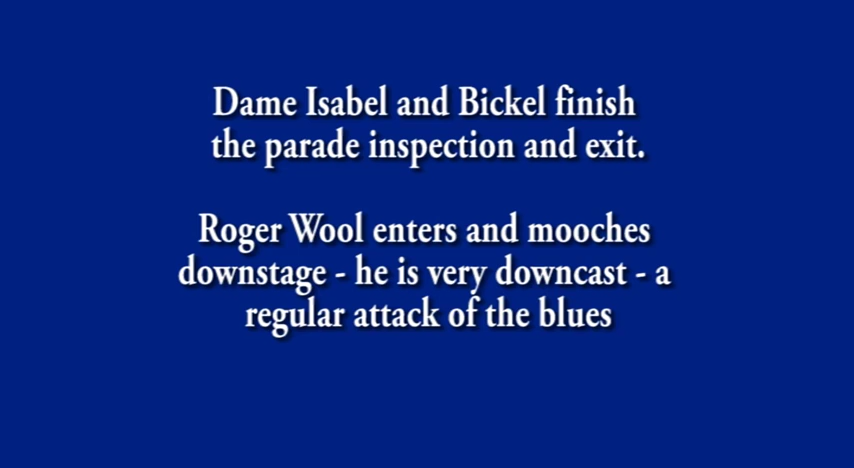 Dame Isabel and Bickel finish
the parade inspection and exit.
Roger Wool enters and mooches
downstage - he is very downcast - a
regular attack of the blues